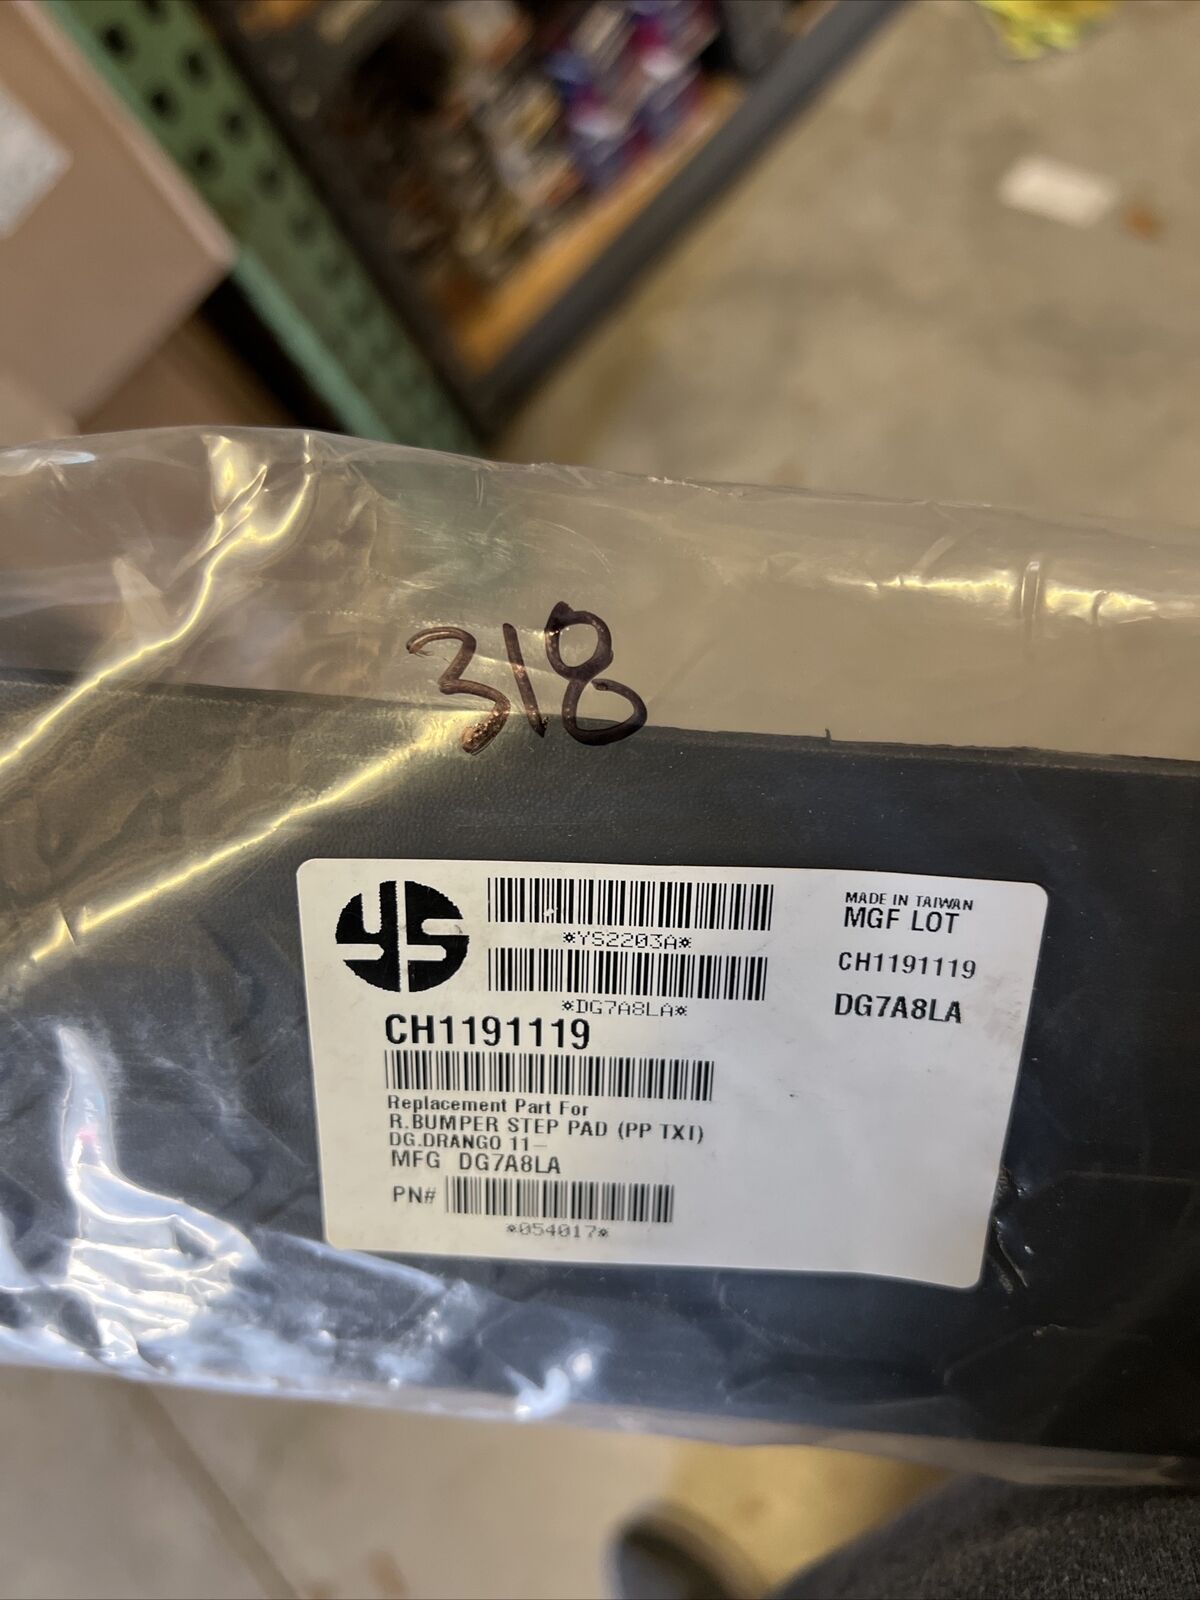 318
YS
*YS2203A*
*DG7A8LA*
MADE IN TAIWAN
MGF LOT
CH1191119
DG7A8LA
CH1191119
Replacement Part For
R.BUMPER STEP PAD (PP TXI)
DG.DRANGO 11-
MFG DG7A8LA
PN#
*054017*